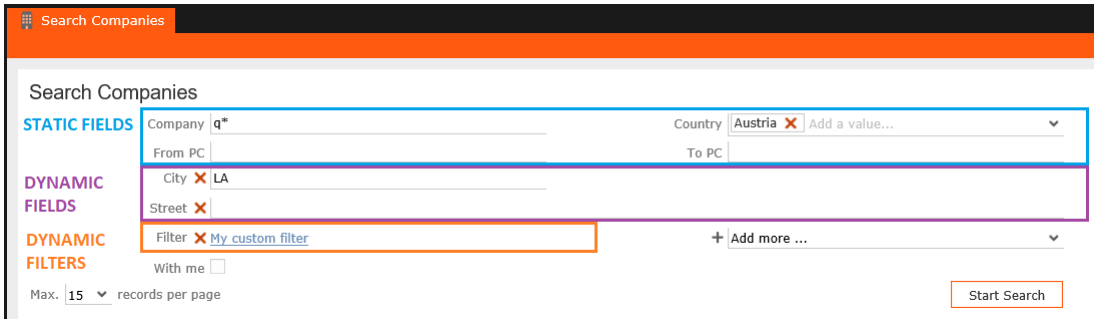 Search Companies
Search Companies
STATIC FIELDS Company q* Country Austria Add a value...
From PC To PC
DYNAMIC FIELDS City LA
Street
DYNAMIC FILTERS Filter My custom filter + Add more ...
With me
Max. 15 records per page Start Search